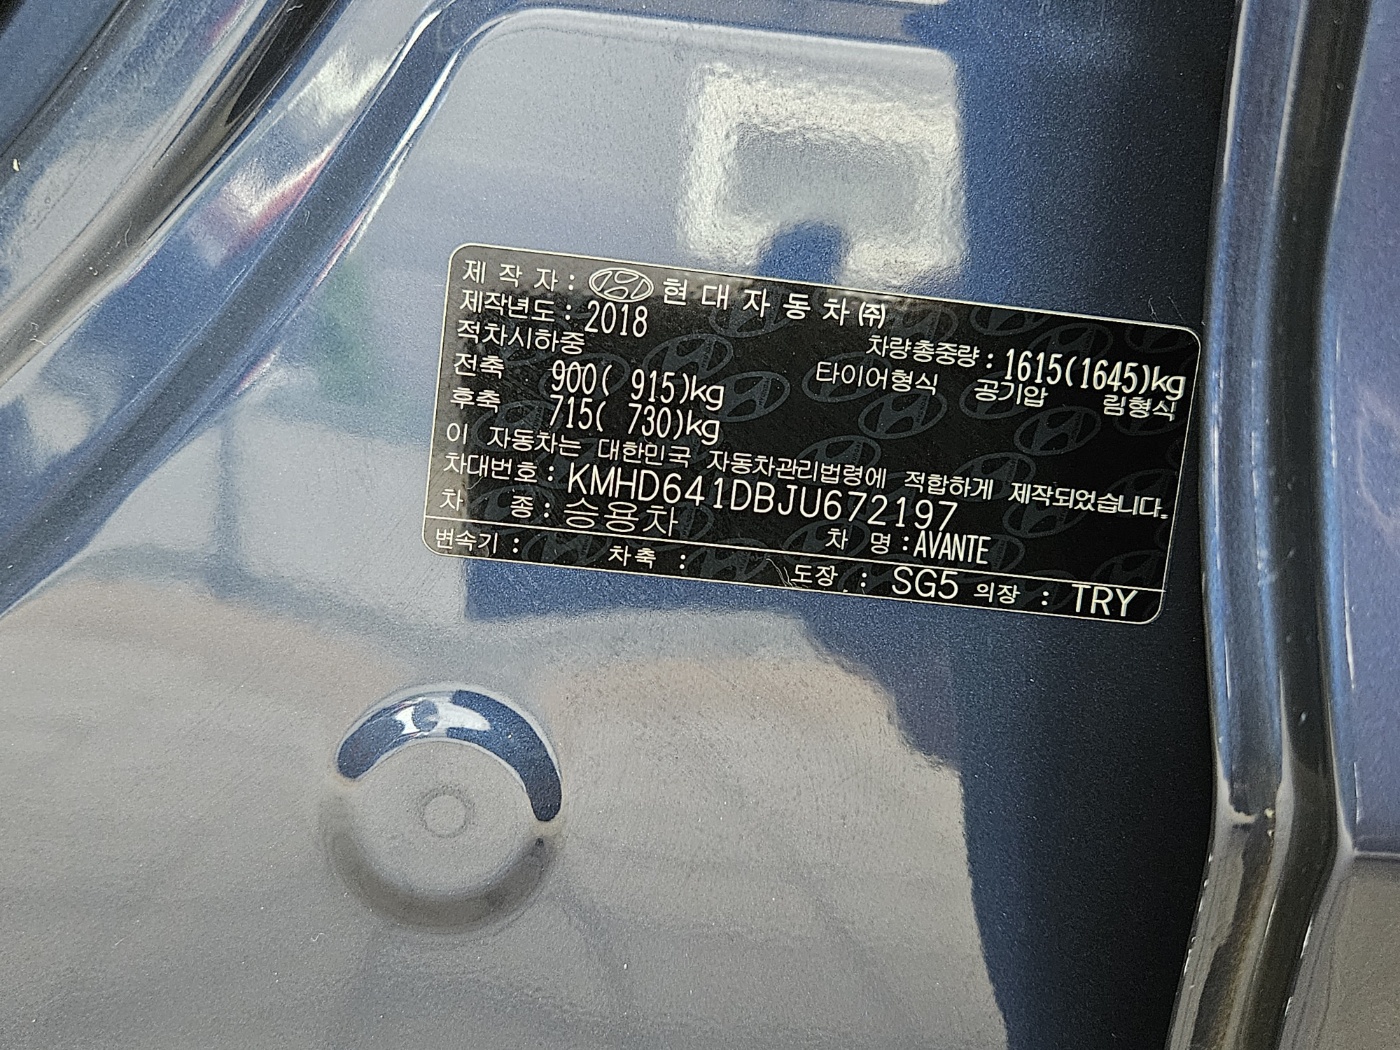 제 작 자 : 현 대 자 동 차 ㈜
제작년도 : 2018
적차시하중 차량총중량 : 1615(1645)kg
전축 900( 915)kg 타이어형식 공기압 림형식
후축 715( 730)kg
이 자동차는 대한민국 자동차관리법령에 적합하게 제작되었습니다.
차대번호 : KMHD641DBJU672197
차 종 : 승용차 차 명 : AVANTE
변속기 : 차축 : 도장 : SG5 의장 : TRY